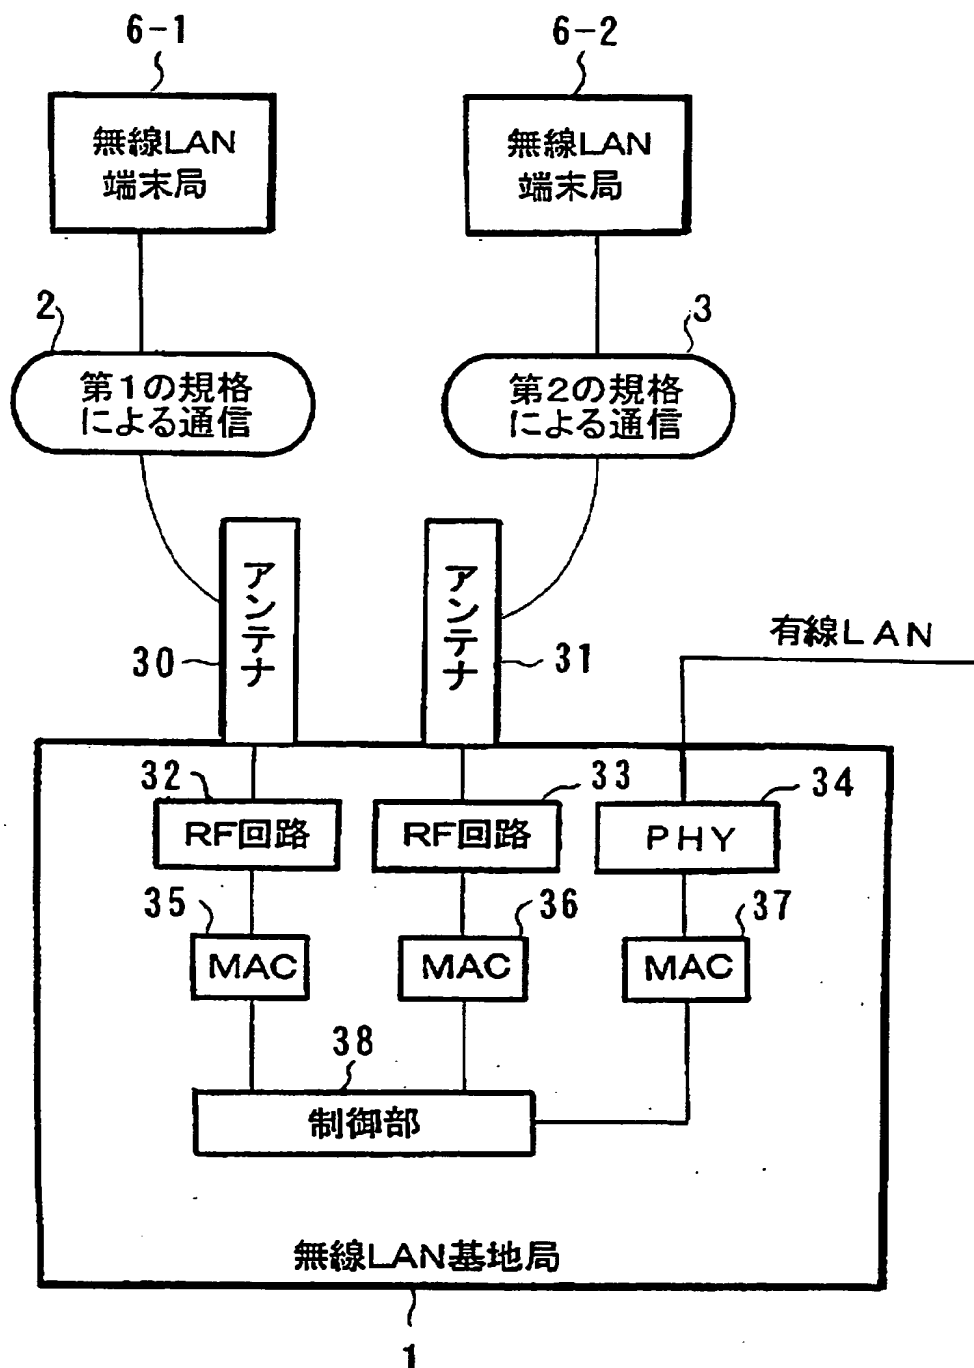 6-1
6-2
無線LAN
端末局
無線LAN
端末局
2
3
第1の規格
による通信
第2の規格
による通信
アンテナ
アンテナ
30
31
有線LAN
32
33
34
RF回路
RF回路
PHY
35
36
37
MAC
MAC
MAC
38
制御部
無線LAN基地局
1